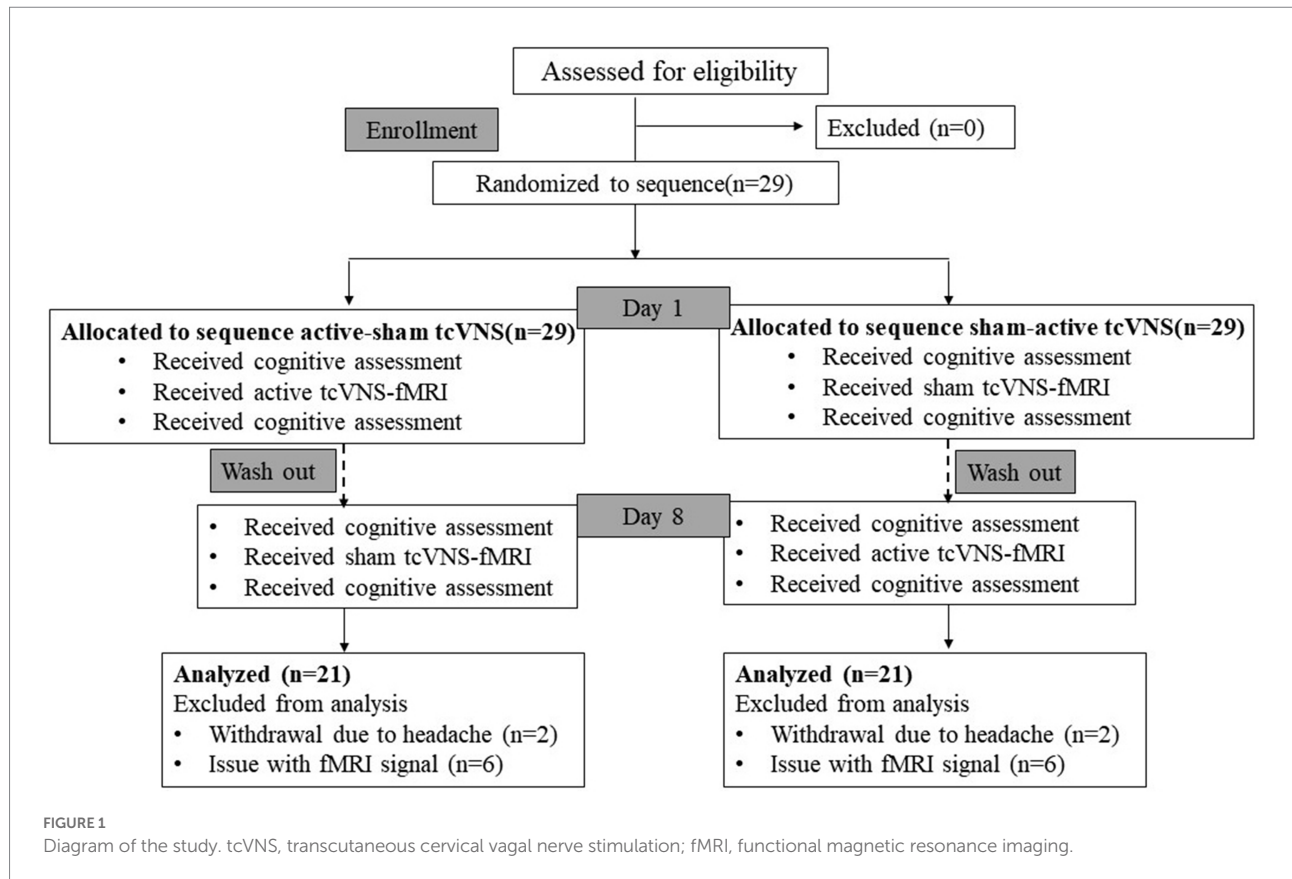 Assessed for eligibility
Enrollment
Excluded (n=0)
Randomized to sequence(n=29)
Day 1
Allocated to sequence active-sham tcVNS(n=29)
• Received cognitive assessment
• Received active tcVNS-fMRI
• Received cognitive assessment
Allocated to sequence sham-active tcVNS(n=29)
• Received cognitive assessment
• Received sham tcVNS-fMRI
• Received cognitive assessment
Wash out
Wash out
Day 8
• Received cognitive assessment
• Received sham tcVNS-fMRI
• Received cognitive assessment
• Received cognitive assessment
• Received active tcVNS-fMRI
• Received cognitive assessment
Analyzed (n=21)
Excluded from analysis
• Withdrawal due to headache (n=2)
• Issue with fMRI signal (n=6)
Analyzed (n=21)
Excluded from analysis
• Withdrawal due to headache (n=2)
• Issue with fMRI signal (n=6)
FIGURE 1
Diagram of the study. tcVNS, transcutaneous cervical vagal nerve stimulation; fMRI, functional magnetic resonance imaging.